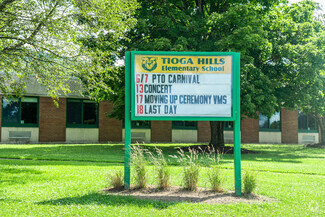 TIOGA HILLS
Elementary School
6/7 PTO CARNIVAL
13 CONCERT
17 MOVING UP CEREMONY VMS
18 LAST DAY